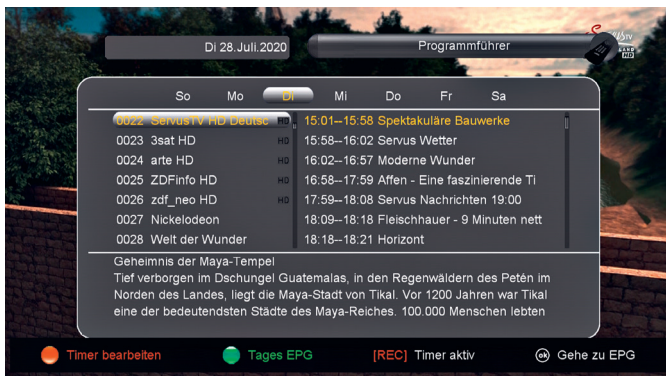 Di 28.Juli.2020
Programmführer
So Mo Di Mi Do Fr Sa
0022 ServusTV HD Deutsc HD
0023 3sat HD HD
0024 arte HD HD
0025 ZDFinfo HD HD
0026 zdf_neo HD HD
0027 Nickelodeon
0028 Welt der Wunder
15:01--15:58 Spektakuläre Bauwerke
15:58--16:02 Servus Wetter
16:02--16:57 Moderne Wunder
16:58--17:59 Affen - Eine faszinierende Ti
17:59--18:08 Servus Nachrichten 19:00
18:09--18:18 Fleischhauer - 9 Minuten nett
18:18--18:21 Horizont
Geheimnis der Maya-Tempel
Tief verborgen im Dschungel Guatemalas, in den Regenwäldern des Petén im
Norden des Landes, liegt die Maya-Stadt von Tikal. Vor 1200 Jahren war Tikal
eine der bedeutendsten Städte des Maya-Reiches. 100.000 Menschen lebten
Timer bearbeiten
Tages EPG
[REC] Timer aktiv
ok Gehe zu EPG